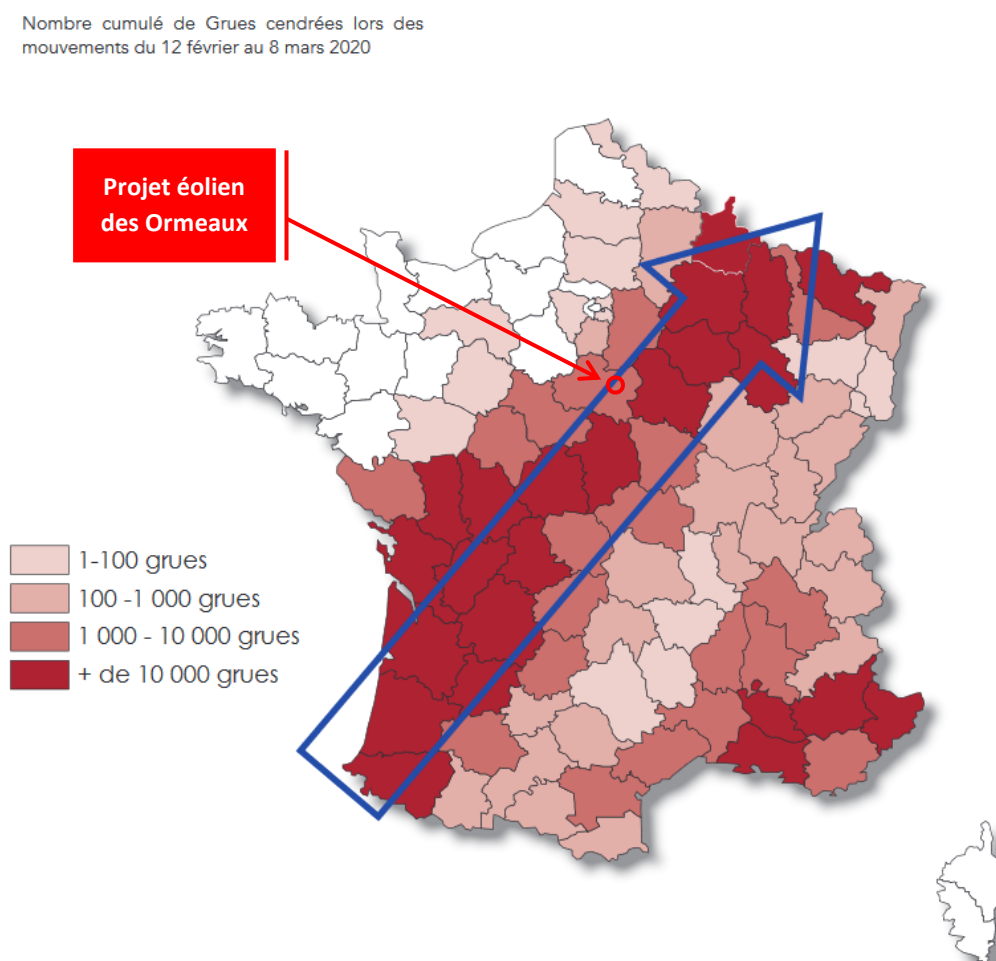 Nombre cumulé de Grues cendrées lors des
mouvements du 12 février au 8 mars 2020
Projet éolien
des Ormeaux
1-100 grues
100 -1 000 grues
1 000 - 10 000 grues
+ de 10 000 grues